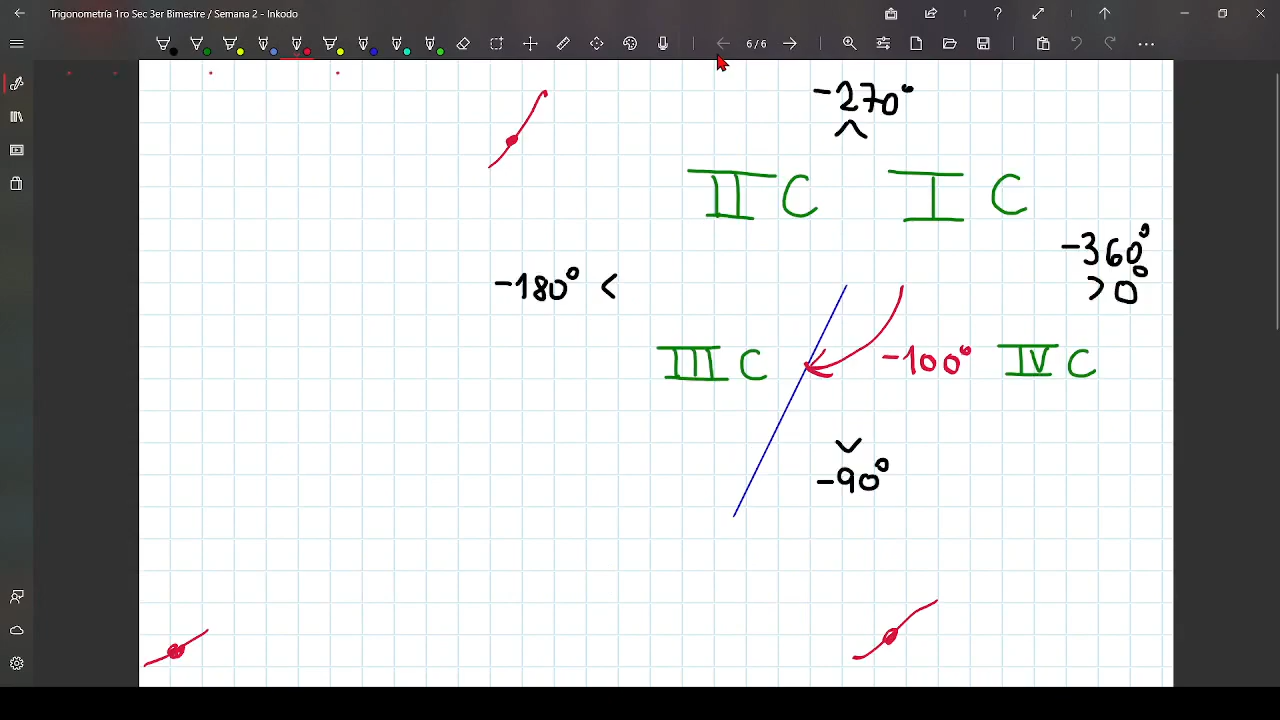 Trigonometría 1ro Sec 3er Bimestre / Semana 2 - Inkodo
6/6
-270°
II C I C
-360°
-180° < > 0°
III C -100° IV C
-90°